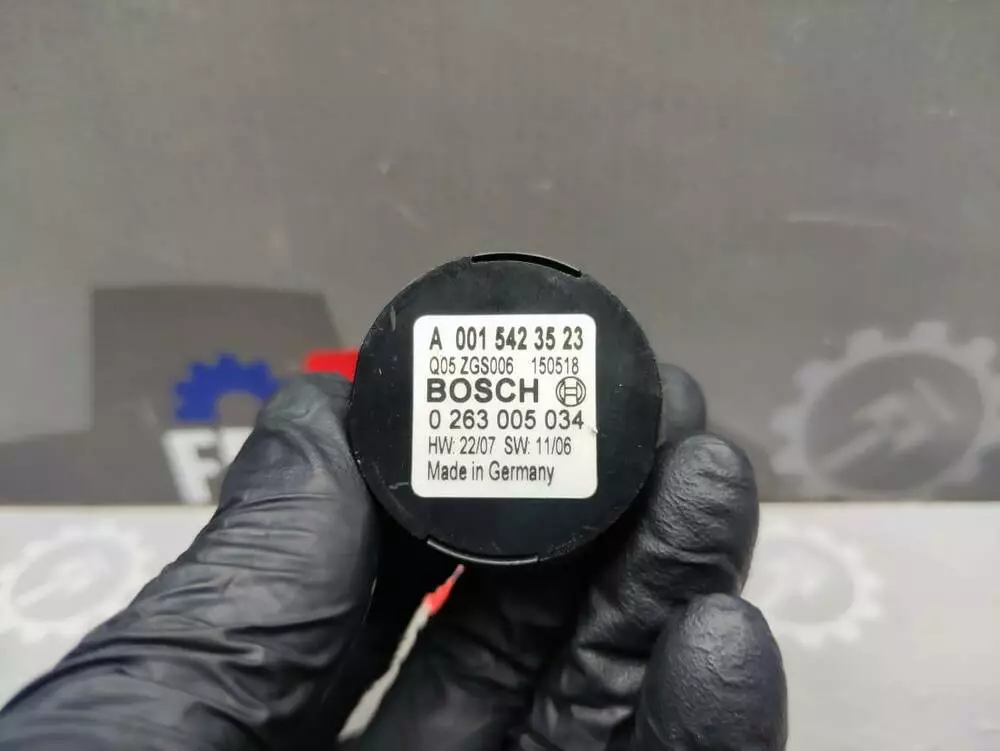 A 001 542 35 23
Q05 ZGS006 150518
BOSCH
0 263 005 034
HW: 22/07 SW: 11/06
Made in Germany